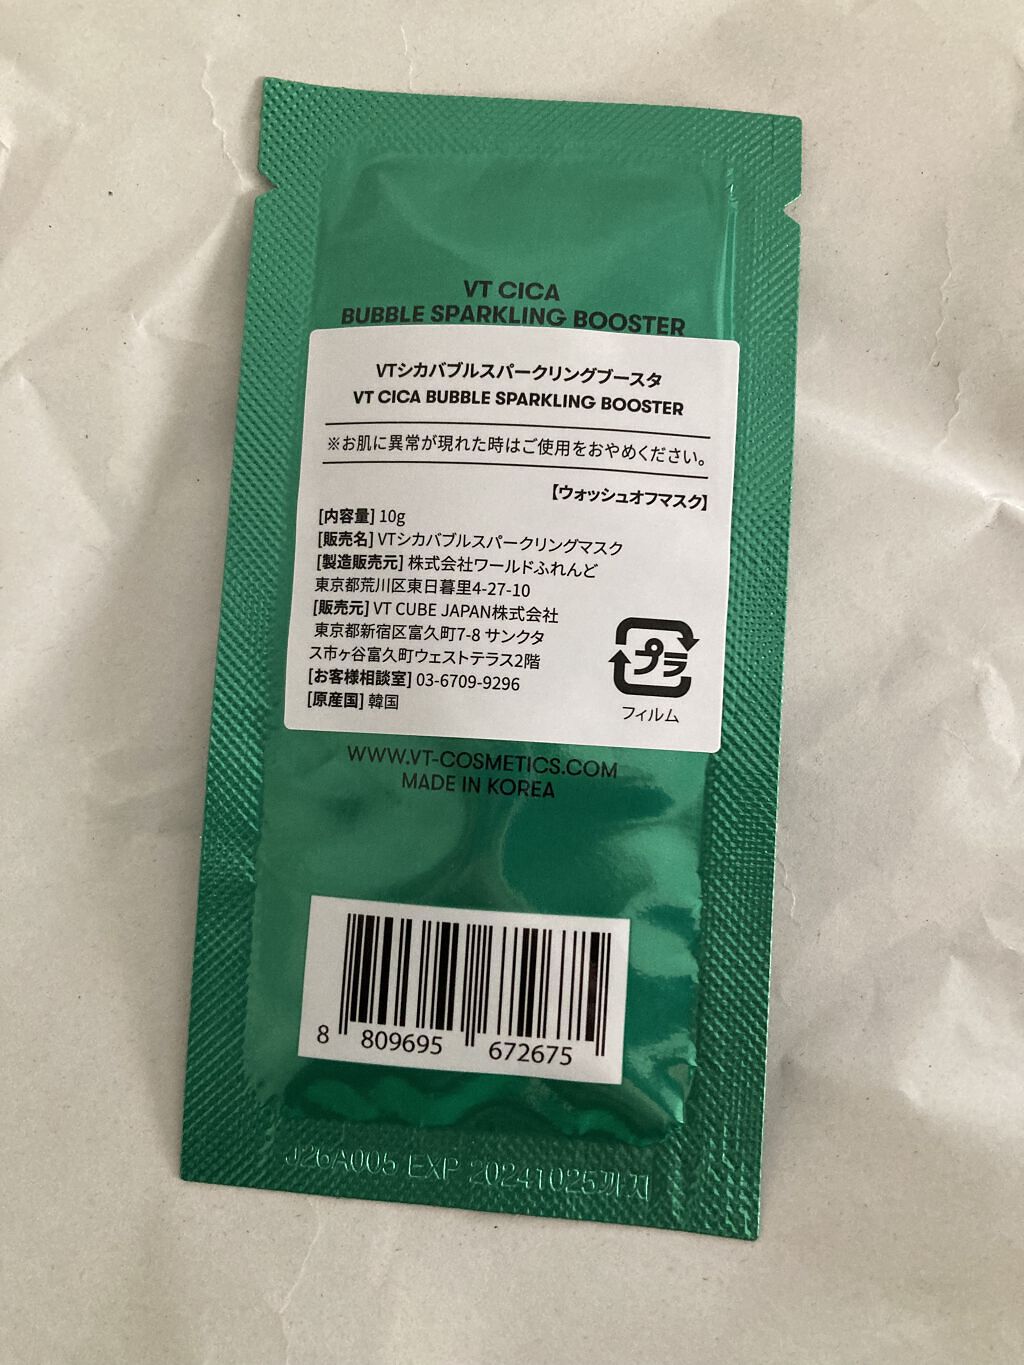 VT CICA
BUBBLE SPARKLING BOOSTER
VTシカバブルスパークリングブースタ
VT CICA BUBBLE SPARKLING BOOSTER
※お肌に異常が現れた時はご使用をおやめください。
【ウォッシュオフマスク】
[内容量] 10g
[販売名] VTシカバブルスパークリングマスク
[製造販売元] 株式会社ワールドふれんど
東京都荒川区東日暮里4-27-10
[販売元] VT CUBE JAPAN株式会社
東京都新宿区富久町7-8 サンクタ
ス市ヶ谷富久町ウェストテラス2階
[お客様相談室] 03-6709-9296
[原産国] 韓国
プラ
フィルム
WWW.VT-COSMETICS.COM
MADE IN KOREA
8 809695 672675
J26A005 EXP 20241025까지